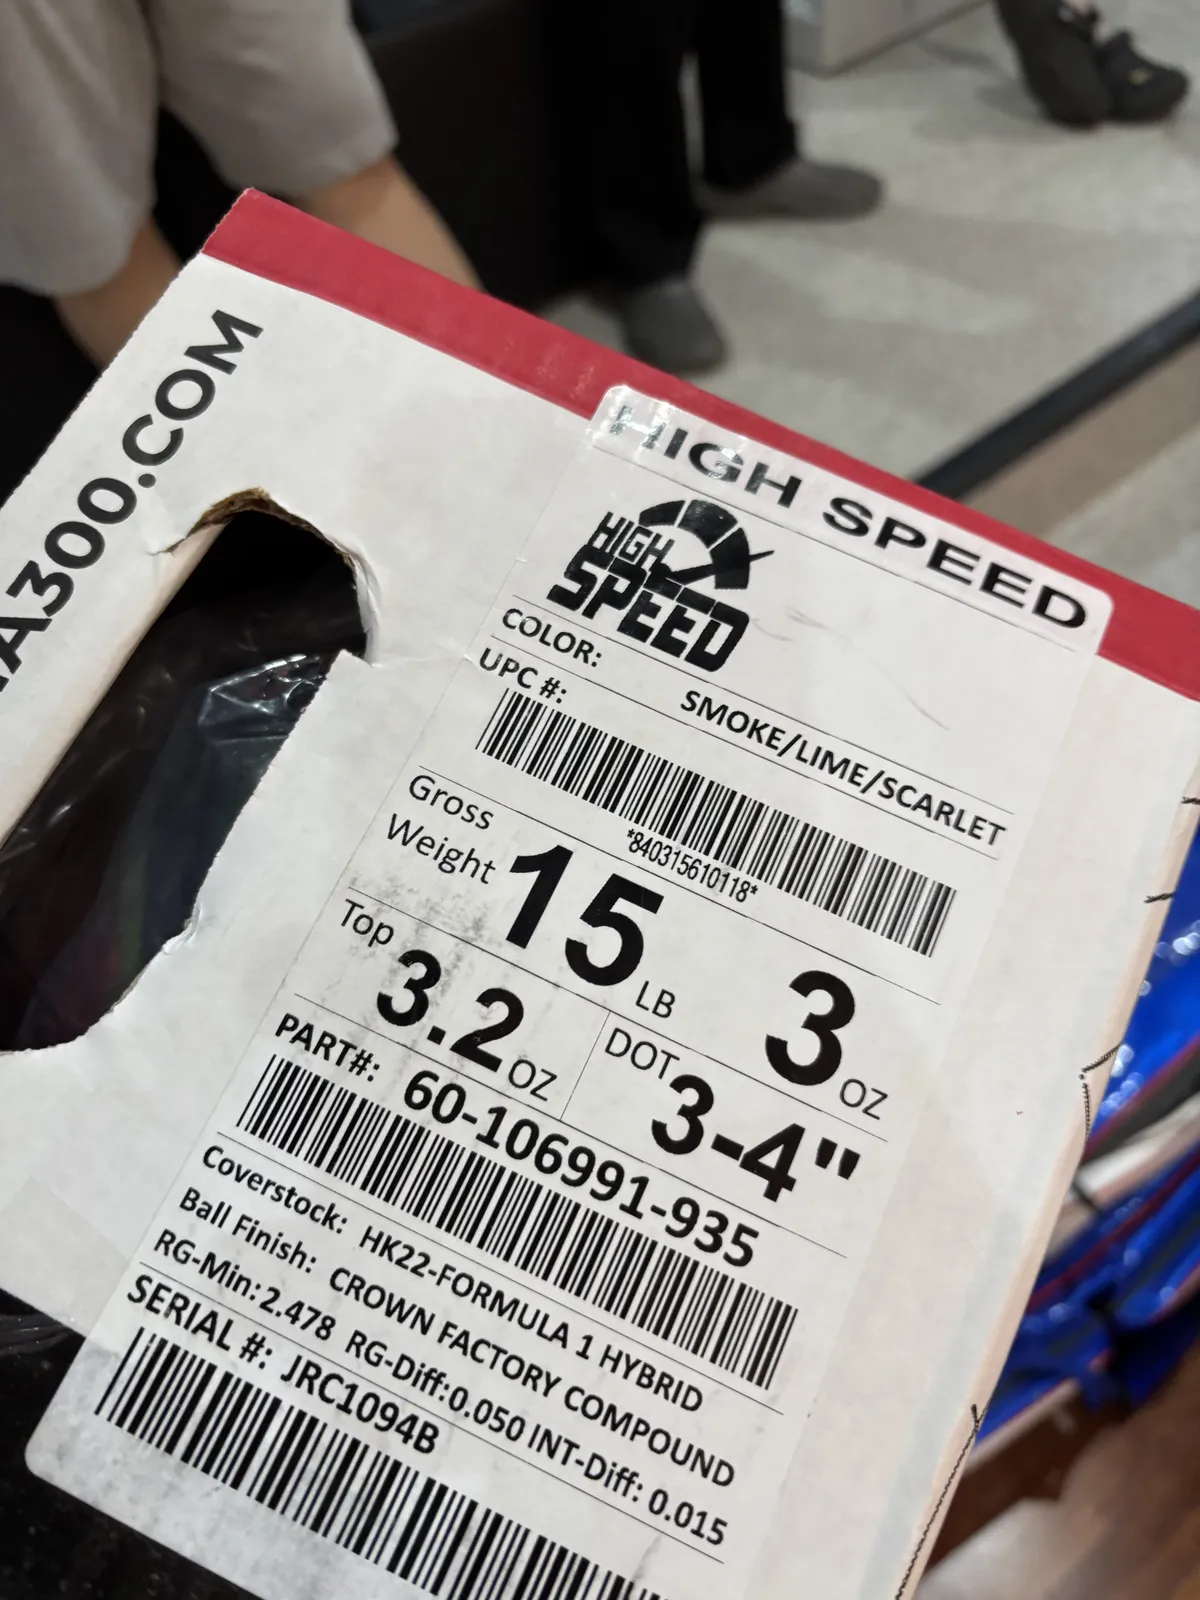 A300.COM
HIGH SPEED
HIGH
SPEED
COLOR: SMOKE/LIME/SCARLET
UPC #:
*840315610118*
Gross Weight 15 LB 3 OZ
Top 3.2 OZ DOT 3-4"
PART#: 60-106991-935
Coverstock: HK22-FORMULA 1 HYBRID
Ball Finish: CROWN FACTORY COMPOUND
RG-Min: 2.478 RG-Diff:0.050 INT-Diff: 0.015
SERIAL #: JRC1094B